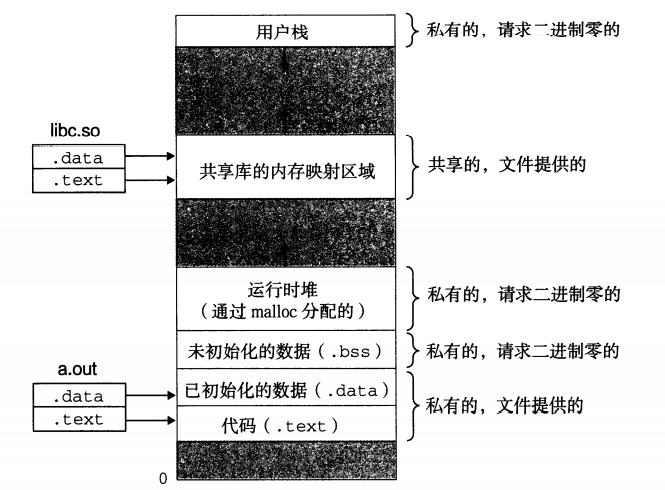 用户栈
私有的，请求二进制零的
libc.so
.data
.text
共享库的内存映射区域
共享的，文件提供的
运行时堆
（通过 malloc 分配的）
私有的，请求二进制零的
未初始化的数据（.bss）
私有的，请求二进制零的
a.out
.data
.text
已初始化的数据（.data）
代码（.text）
私有的，文件提供的
0